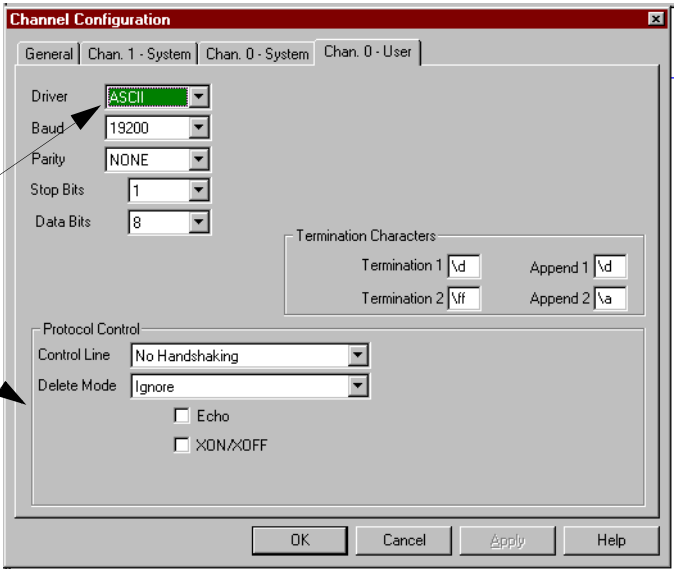 Channel Configuration
General Chan. 1 - System Chan. 0 - System Chan. 0 - User
Driver ASCII
Baud 19200
Parity NONE
Stop Bits 1
Data Bits 8
Termination Characters
Termination 1 \d Append 1 \d
Termination 2 \ff Append 2 \a
Protocol Control
Control Line No Handshaking
Delete Mode Ignore
Echo
XON/XOFF
OK Cancel Apply Help